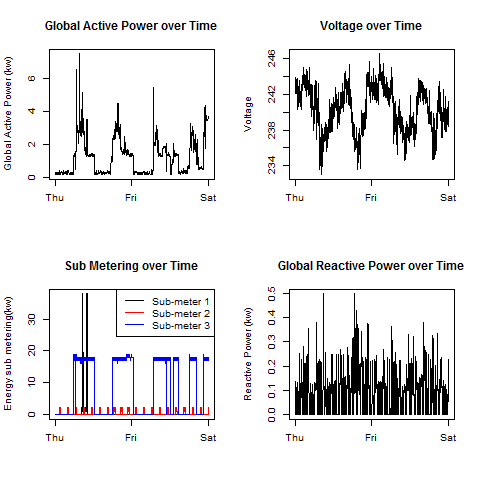 Global Active Power over Time
Global Active Power (kw)
6
4
2
0
Thu
Fri
Sat
Voltage over Time
Voltage
246
242
238
234
Thu
Fri
Sat
Sub Metering over Time
Energy sub metering(kw)
30
20
10
0
Sub-meter 1
Sub-meter 2
Sub-meter 3
Thu
Fri
Sat
Global Reactive Power over Time
Reactive Power (kw)
0.5
0.4
0.3
0.2
0.1
0.0
Thu
Fri
Sat